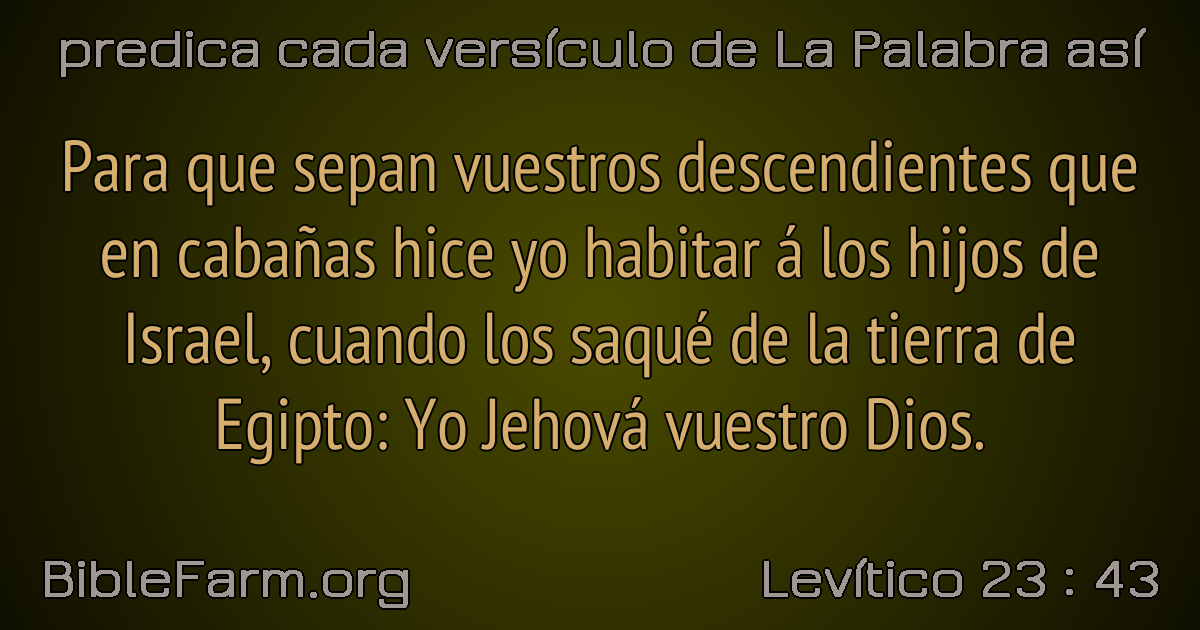 predica cada versículo de La Palabra así
Para que sepan vuestros descendientes que
en cabañas hice yo habitar á los hijos de
Israel, cuando los saqué de la tierra de
Egipto: Yo Jehová vuestro Dios.
BibleFarm.org
Levítico 23 : 43